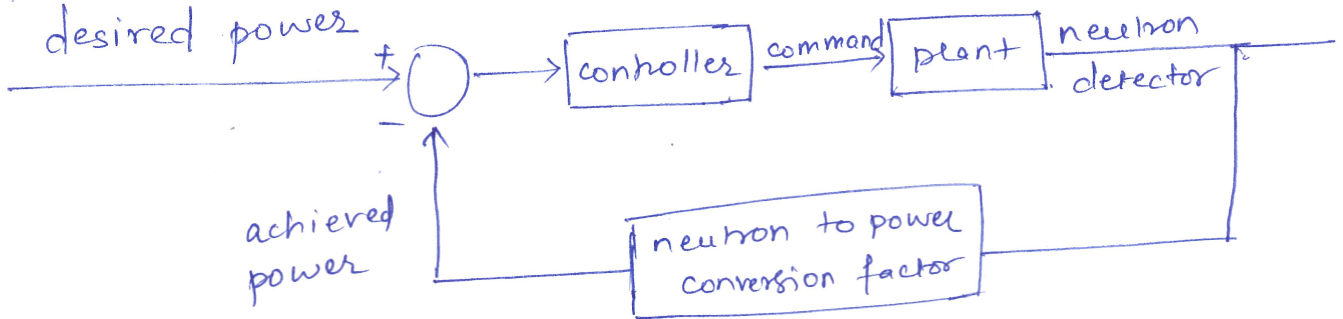 desired power
+
controller
command
plant
neutron
detector
−
achieved
power
neutron to power
conversion factor